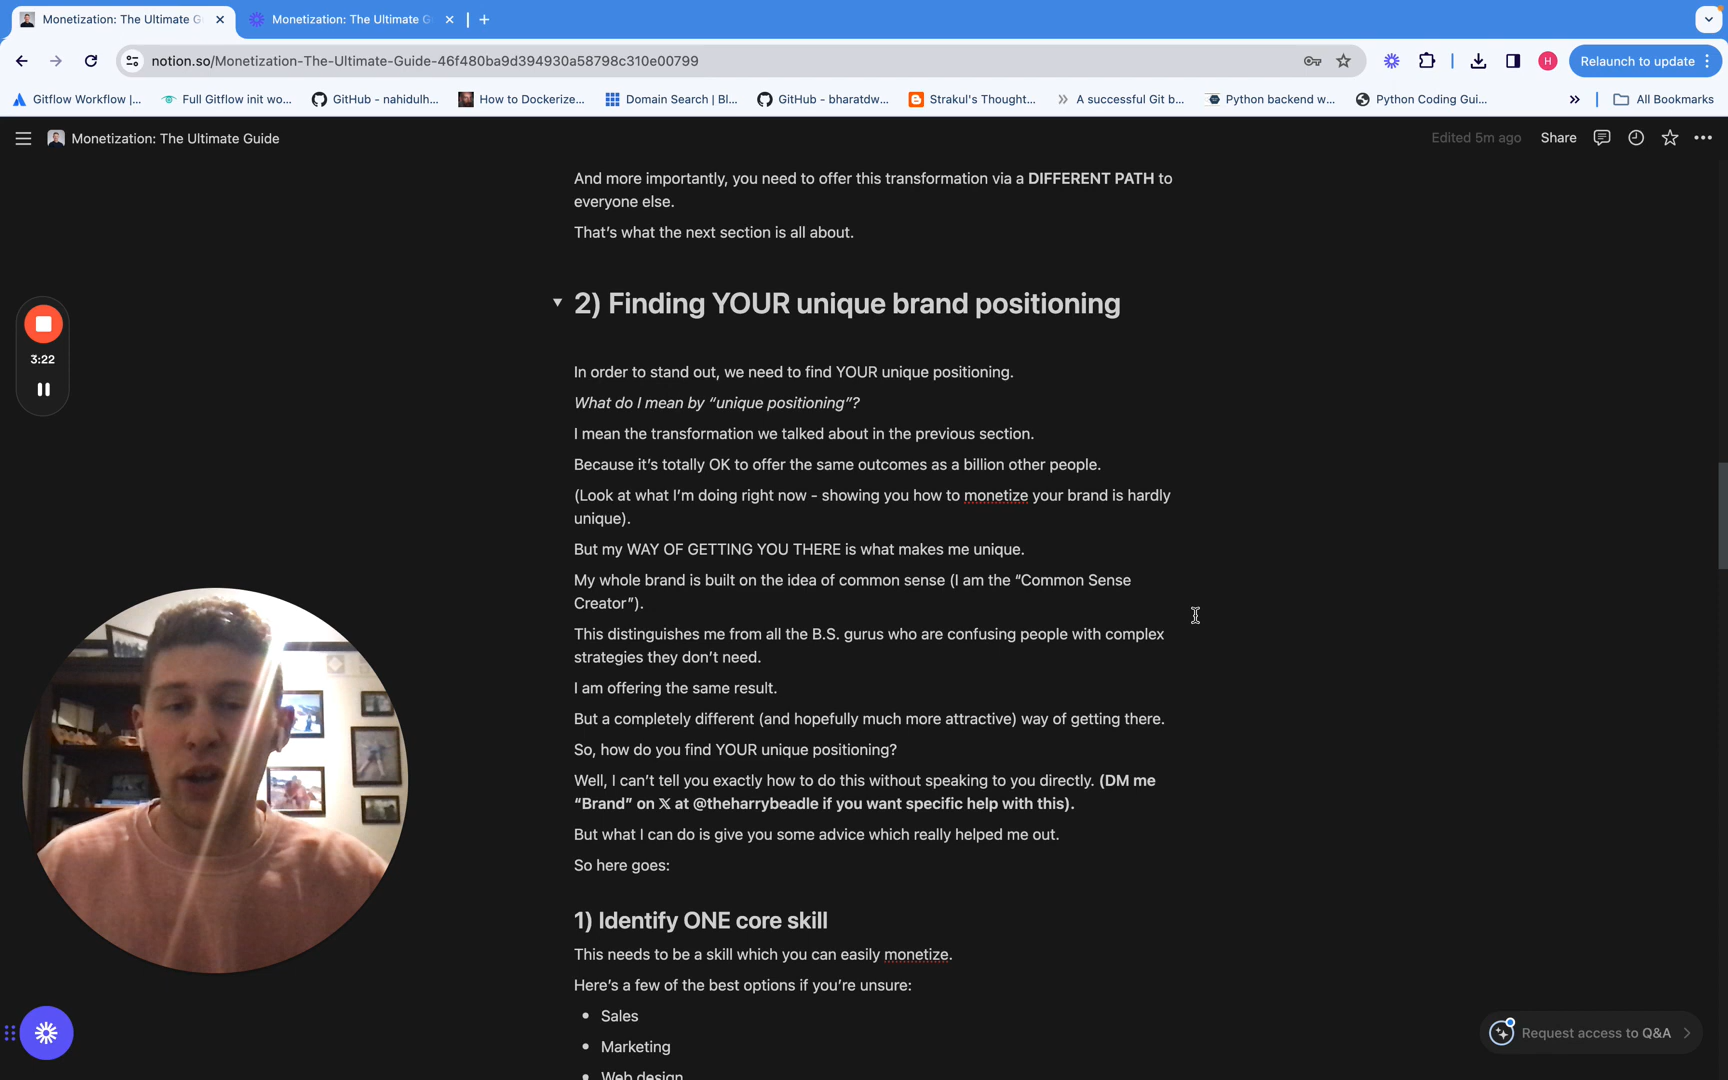 Monetization: The Ultimate G
Monetization: The Ultimate G
notion.so/Monetization-The-Ultimate-Guide-46f480ba9d394930a58798c310e00799
H
Relaunch to update
Gitflow Workflow |...
Full Gitflow init wo...
GitHub - nahidulh...
How to Dockerize...
Domain Search | Bl...
GitHub - bharatdw...
Strakul's Thought...
A successful Git b...
Python backend w...
Python Coding Gui...
All Bookmarks
Monetization: The Ultimate Guide
Edited 5m ago
Share
And more importantly, you need to offer this transformation via a DIFFERENT PATH to
everyone else.
That’s what the next section is all about.
2) Finding YOUR unique brand positioning
3:22
In order to stand out, we need to find YOUR unique positioning.
What do I mean by “unique positioning”?
I mean the transformation we talked about in the previous section.
Because it’s totally OK to offer the same outcomes as a billion other people.
(Look at what I’m doing right now - showing you how to monetize your brand is hardly
unique).
But my WAY OF GETTING YOU THERE is what makes me unique.
My whole brand is built on the idea of common sense (I am the “Common Sense
Creator”).
This distinguishes me from all the B.S. gurus who are confusing people with complex
strategies they don’t need.
I am offering the same result.
But a completely different (and hopefully much more attractive) way of getting there.
So, how do you find YOUR unique positioning?
Well, I can’t tell you exactly how to do this without speaking to you directly. (DM me
“Brand” on 𝕏 at @theharrybeadle if you want specific help with this).
But what I can do is give you some advice which really helped me out.
So here goes:
1) Identify ONE core skill
This needs to be a skill which you can easily monetize.
Here’s a few of the best options if you’re unsure:
• Sales
• Marketing
• Web design
Request access to Q&A